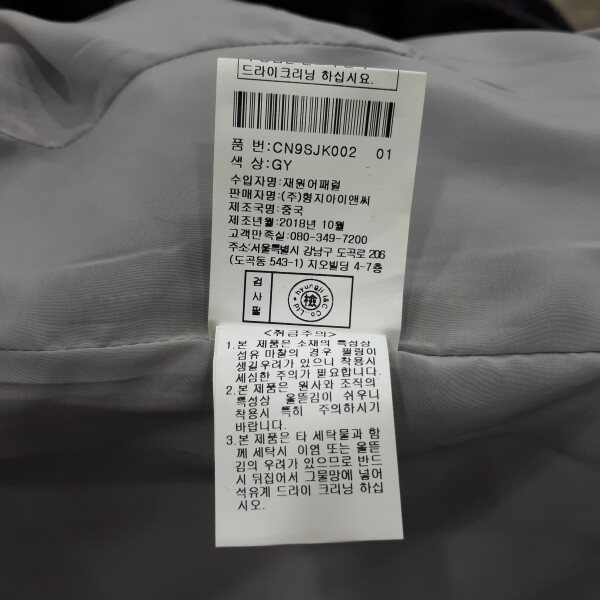 드라이크리닝 하십시요.
품 번:CN9SJK002 01
색 상:GY
수입자명:재원어패럴
판매자명:(주)형지아이앤씨
제조국명:중국
제조년월:2018년 10월
고객만족실:080-349-7200
주소:서울특별시 강남구 도곡로 206
(도곡동 543-1) 지오빌딩 4-7층
검
사
필
hyungji I&C Co., Ltd.
檢
<취급주의>
1.본 제품은 소재의 특성상
섬유 마찰의 경우 필링이
생길우려가 있으니 착용시
세심한 주의가 필요합니다.
2.본 제품은 원사와 조직의
특성상 올뜯김이 쉬우니
착용시 특히 주의하시기
바랍니다.
3.본 제품은 타 세탁물과 함
께 세탁시 이염 또는 올뜯
김의 우려가 있으므로 반드
시 뒤집어서 그물망에 넣어
석유계 드라이 크리닝 하십
시오.